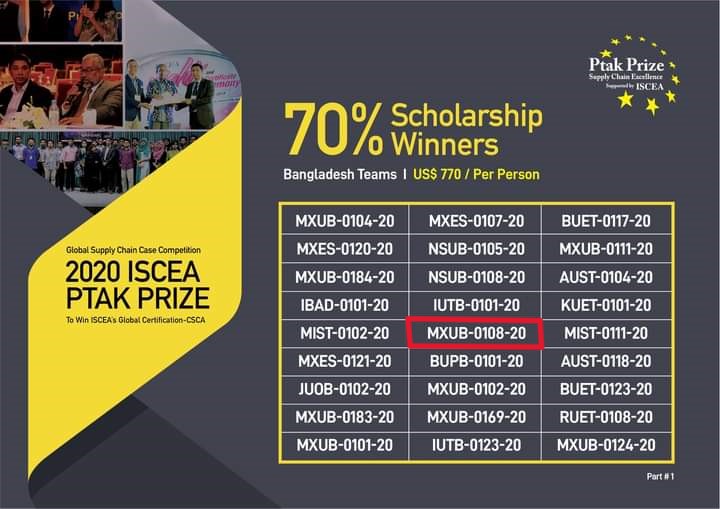 Ptak Prize
Supply Chain Excellence
Supported by ISCEA
70% Scholarship
Winners
Bangladesh Teams | US$ 770 / Per Person
Global Supply Chain Case Competition
2020 ISCEA
PTAK PRIZE
To Win ISCEA's Global Certification-CSCA
MXUB-0104-20 MXES-0107-20 BUET-0117-20
MXES-0120-20 NSUB-0105-20 MXUB-0111-20
MXUB-0184-20 NSUB-0108-20 AUST-0104-20
IBAD-0101-20 IUTB-0101-20 KUET-0101-20
MIST-0102-20 MXUB-0108-20 MIST-0111-20
MXES-0121-20 BUPB-0101-20 AUST-0118-20
JUOB-0102-20 MXUB-0102-20 BUET-0123-20
MXUB-0183-20 MXUB-0169-20 RUET-0108-20
MXUB-0101-20 IUTB-0123-20 MXUB-0124-20
Part # 1